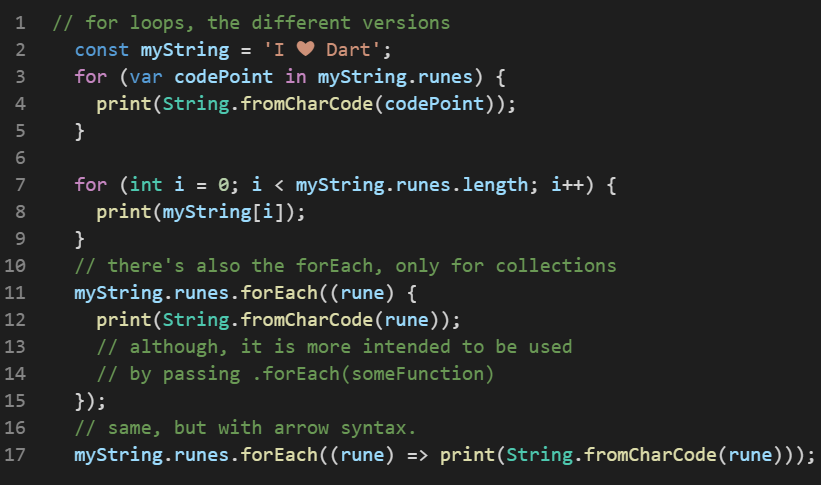 1 // for loops, the different versions
2 const myString = 'I ♥ Dart';
3 for (var codePoint in myString.runes) {
4 print(String.fromCharCode(codePoint));
5 }
6
7 for (int i = 0; i < myString.runes.length; i++) {
8 print(myString[i]);
9 }
10 // there's also the forEach, only for collections
11 myString.runes.forEach((rune) {
12 print(String.fromCharCode(rune));
13 // although, it is more intended to be used
14 // by passing .forEach(someFunction)
15 });
16 // same, but with arrow syntax.
17 myString.runes.forEach((rune) => print(String.fromCharCode(rune)));